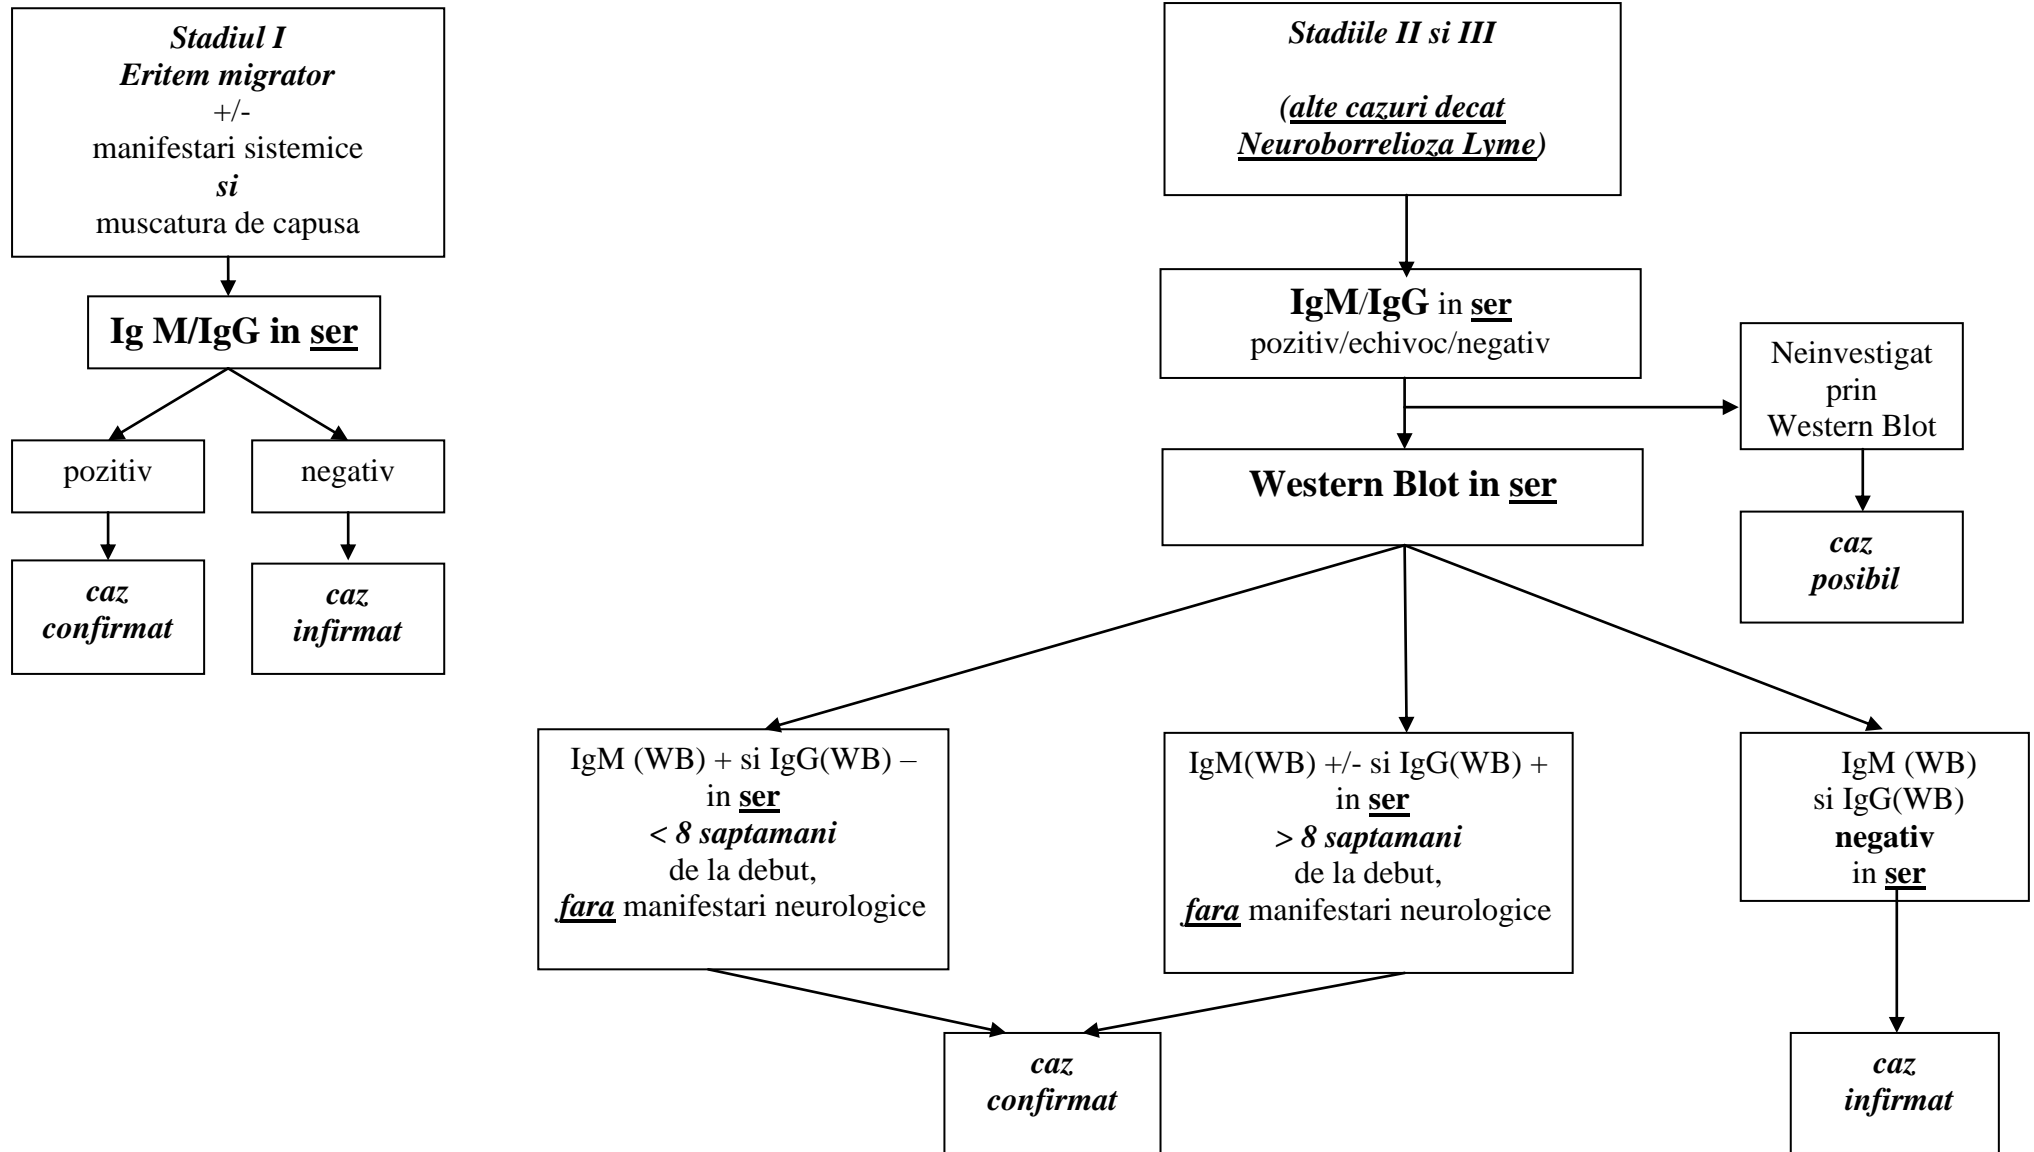 Stadiul I
Eritem migrator
+/-
manifestari sistemice
si
muscatura de capusa
Ig M/IgG in ser
pozitiv
negativ
caz
confirmat
caz
infirmat
Stadiile II si III
(alte cazuri decat
Neuroborrelioza Lyme)
IgM/IgG in ser
pozitiv/echivoc/negativ
Neinvestigat
prin
Western Blot
caz
posibil
Western Blot in ser
IgM (WB) + si IgG(WB) –
in ser
< 8 saptamani
de la debut,
fara manifestari neurologice
IgM(WB) +/- si IgG(WB) +
in ser
> 8 saptamani
de la debut,
fara manifestari neurologice
IgM (WB)
si IgG(WB)
negativ
in ser
caz
confirmat
caz
infirmat